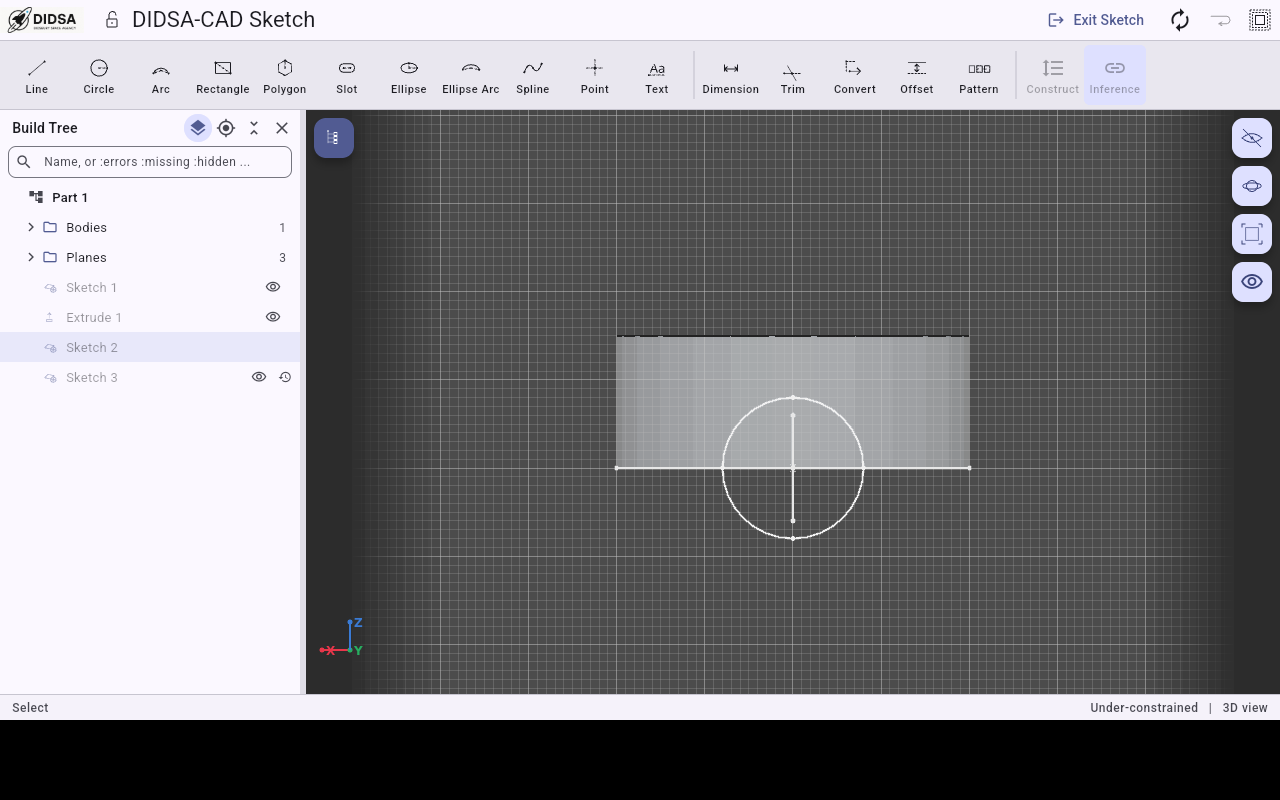 DIDSA
DIDSA-CAD Sketch
Exit Sketch
Line
Circle
Arc
Rectangle
Polygon
Slot
Ellipse
Ellipse Arc
Spline
Point
Aa
Text
Dimension
Trim
Convert
Offset
Pattern
Construct
Inference
Build Tree
Name, or :errors :missing :hidden ...
Part 1
Bodies 1
Planes 3
Sketch 1
Extrude 1
Sketch 2
Sketch 3
Z
X Y
Select
Under-constrained | 3D view